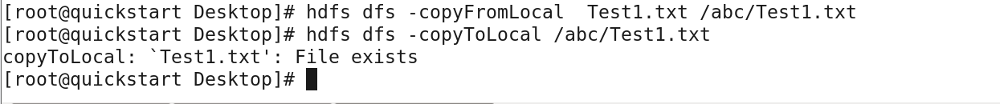 [root@quickstart Desktop]# hdfs dfs -copyFromLocal  Test1.txt /abc/Test1.txt
[root@quickstart Desktop]# hdfs dfs -copyToLocal /abc/Test1.txt
copyToLocal: `Test1.txt': File exists
[root@quickstart Desktop]#